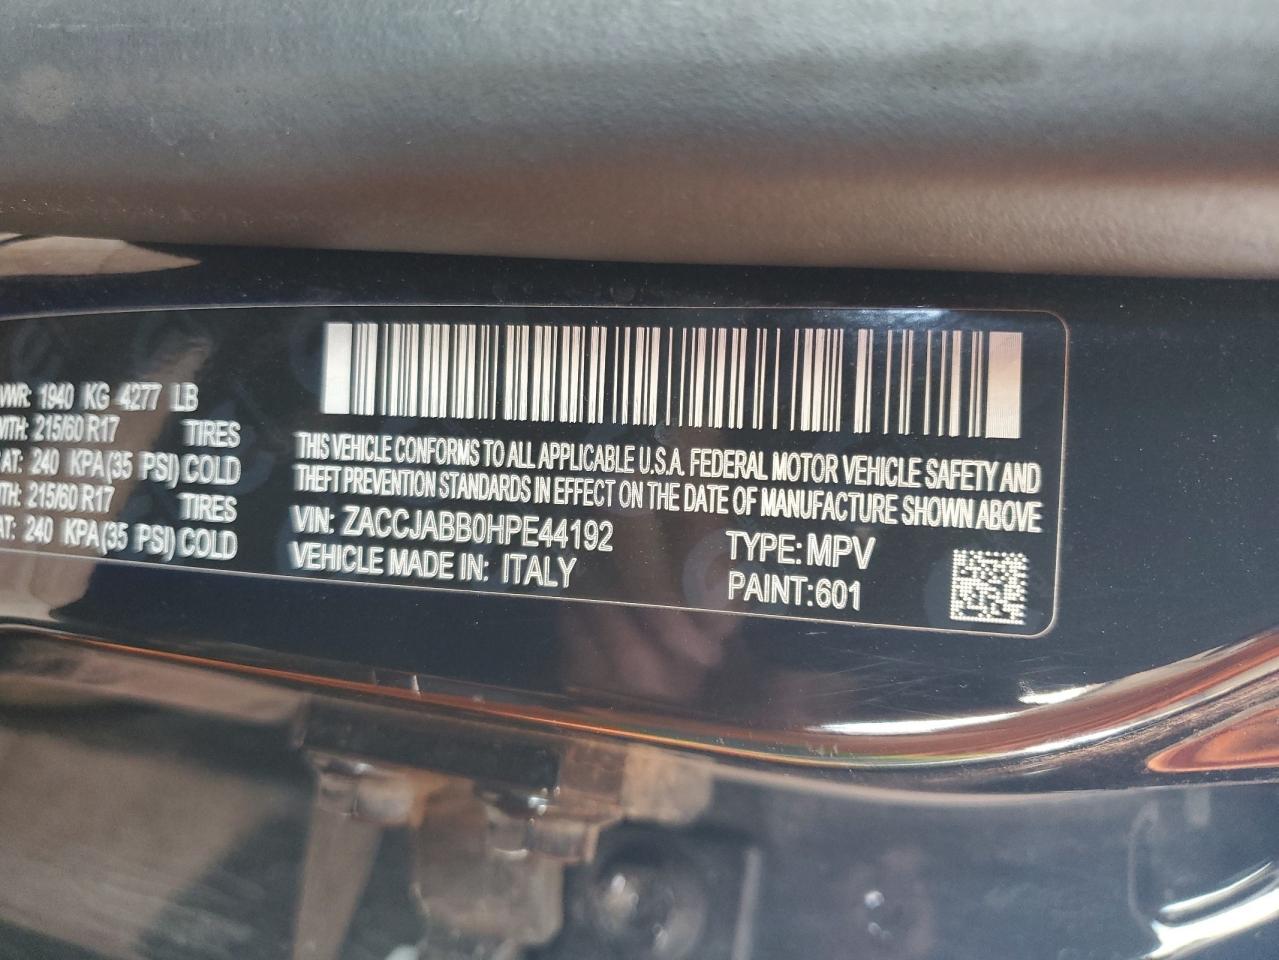 VWR: 1940 KG 4277 LB
WITH: 215/60 R17 TIRES
AT: 240 KPA(35 PSI) COLD
TH: 215/60 R17 TIRES
AT: 240 KPA(35 PSI) COLD
THIS VEHICLE CONFORMS TO ALL APPLICABLE U.S.A. FEDERAL MOTOR VEHICLE SAFETY AND
THEFT PREVENTION STANDARDS IN EFFECT ON THE DATE OF MANUFACTURE SHOWN ABOVE
VIN: ZACCJABB0HPE44192 TYPE: MPV
VEHICLE MADE IN: ITALY PAINT:601